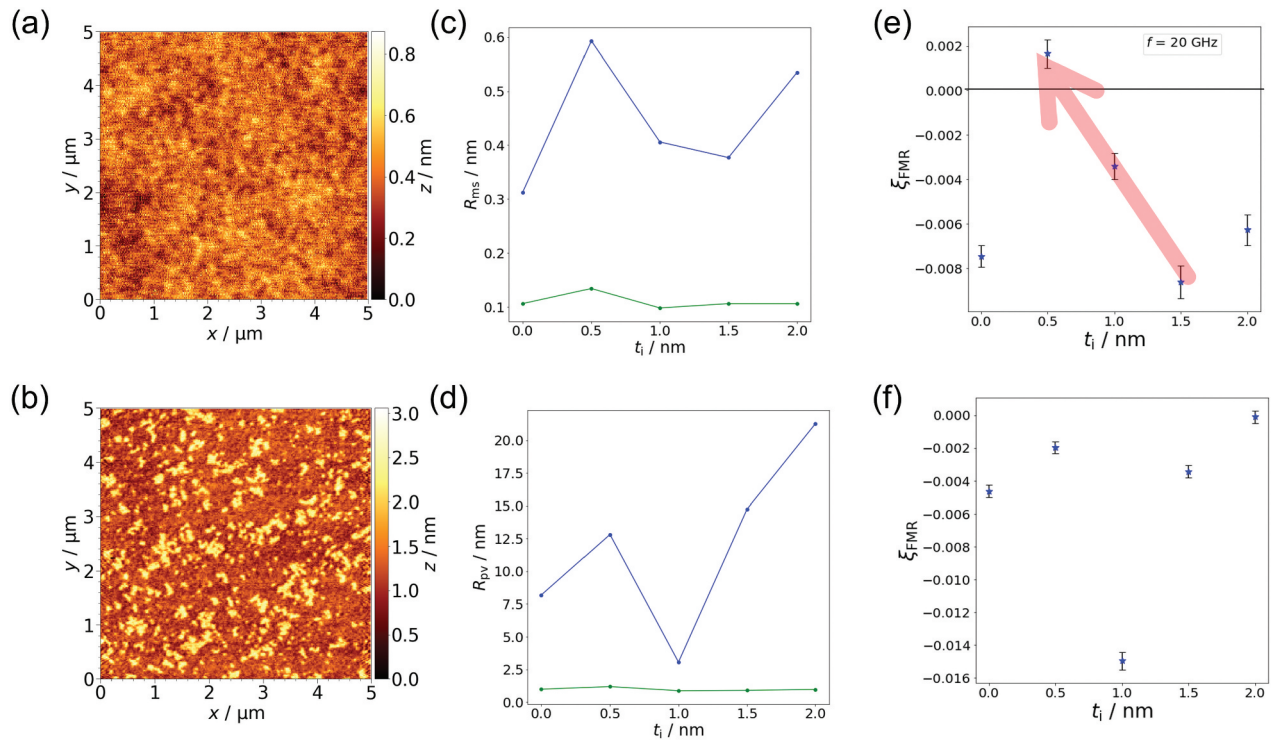 (a)
5
4
3
2
1
0
y / μm
0 1 2 3 4 5
x / μm
0.8
0.6
0.4
0.2
0.0
z / nm
(c)
0.6
0.5
0.4
0.3
0.2
0.1
Rms / nm
0.0 0.5 1.0 1.5 2.0
ti / nm
(e)
f = 20 GHz
0.002
0.000
−0.002
−0.004
−0.006
−0.008
ξFMR
0.0 0.5 1.0 1.5 2.0
ti / nm
(b)
5
4
3
2
1
0
y / μm
0 1 2 3 4 5
x / μm
3.0
2.5
2.0
1.5
1.0
0.5
0.0
z / nm
(d)
20.0
17.5
15.0
12.5
10.0
7.5
5.0
2.5
0.0
Rpv / nm
0.0 0.5 1.0 1.5 2.0
ti / nm
(f)
0.000
−0.002
−0.004
−0.006
−0.008
−0.010
−0.012
−0.014
−0.016
ξFMR
0.0 0.5 1.0 1.5 2.0
ti / nm